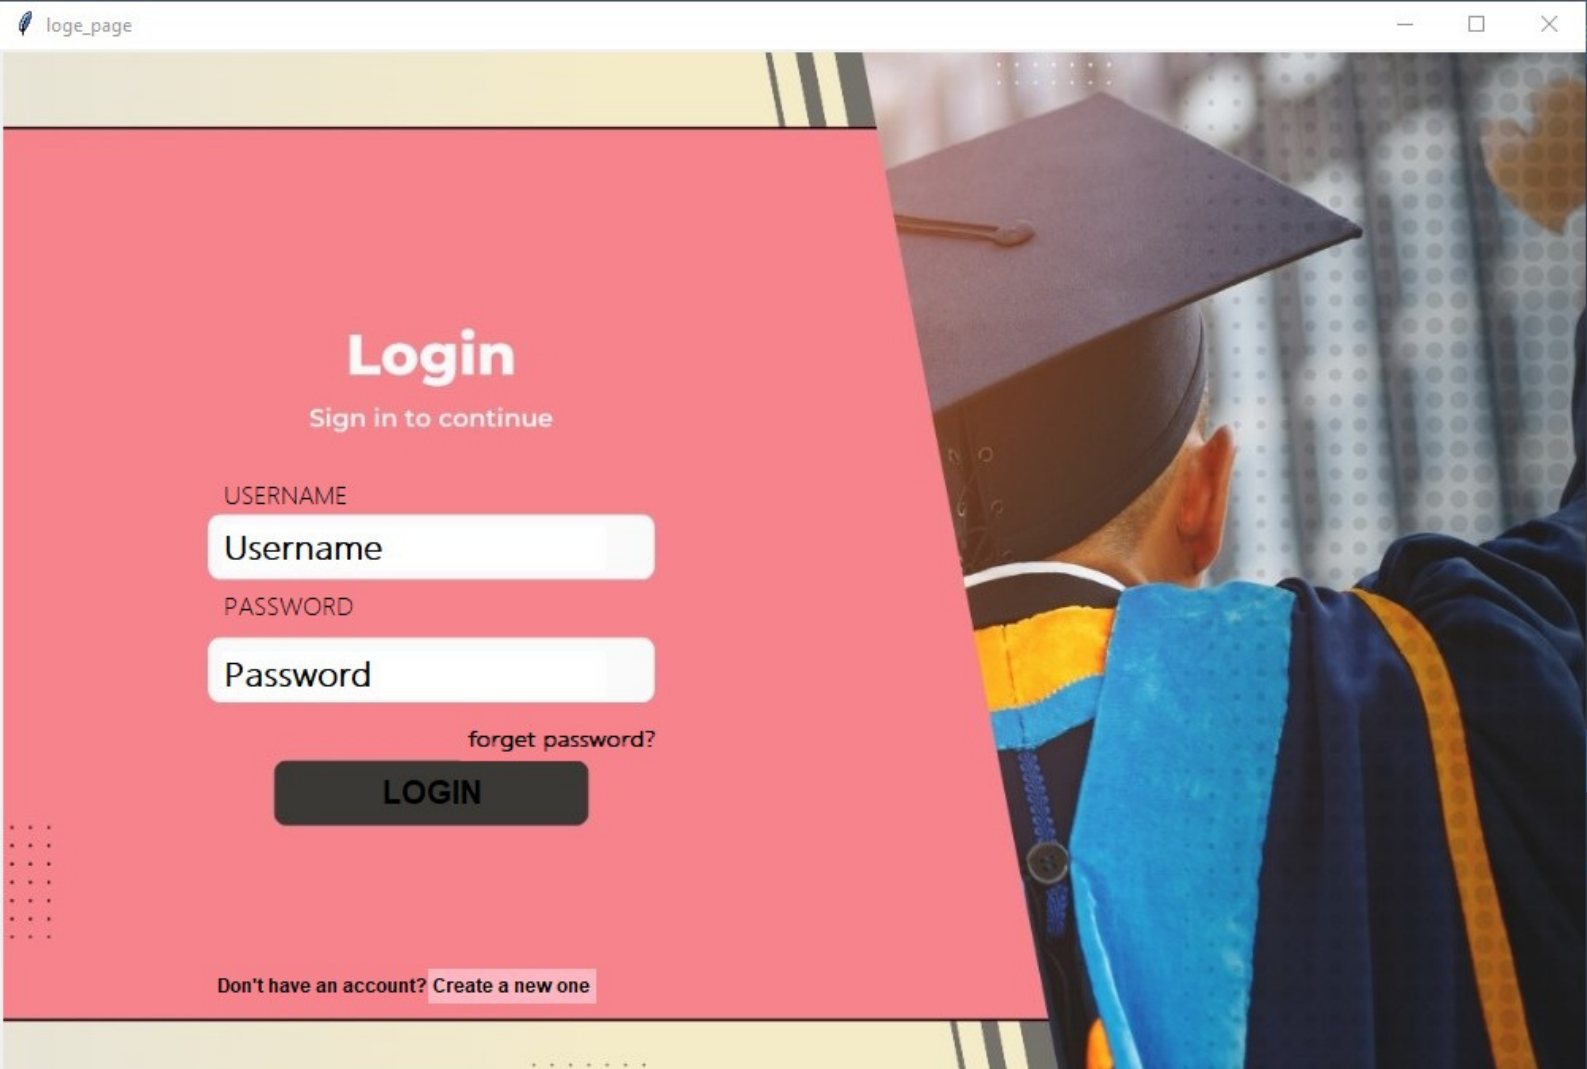 loge_page
Login
Sign in to continue
USERNAME
Username
PASSWORD
Password
forget password?
LOGIN
Don't have an account? Create a new one